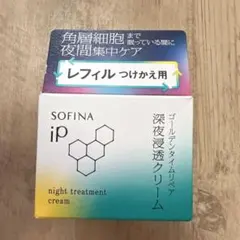 角層細胞まで
眠っている間に
夜間集中ケア
レフィル つけかえ用
SOFINA
iP
night treatment
cream
ゴールデンタイムリペア
深夜浸透クリーム